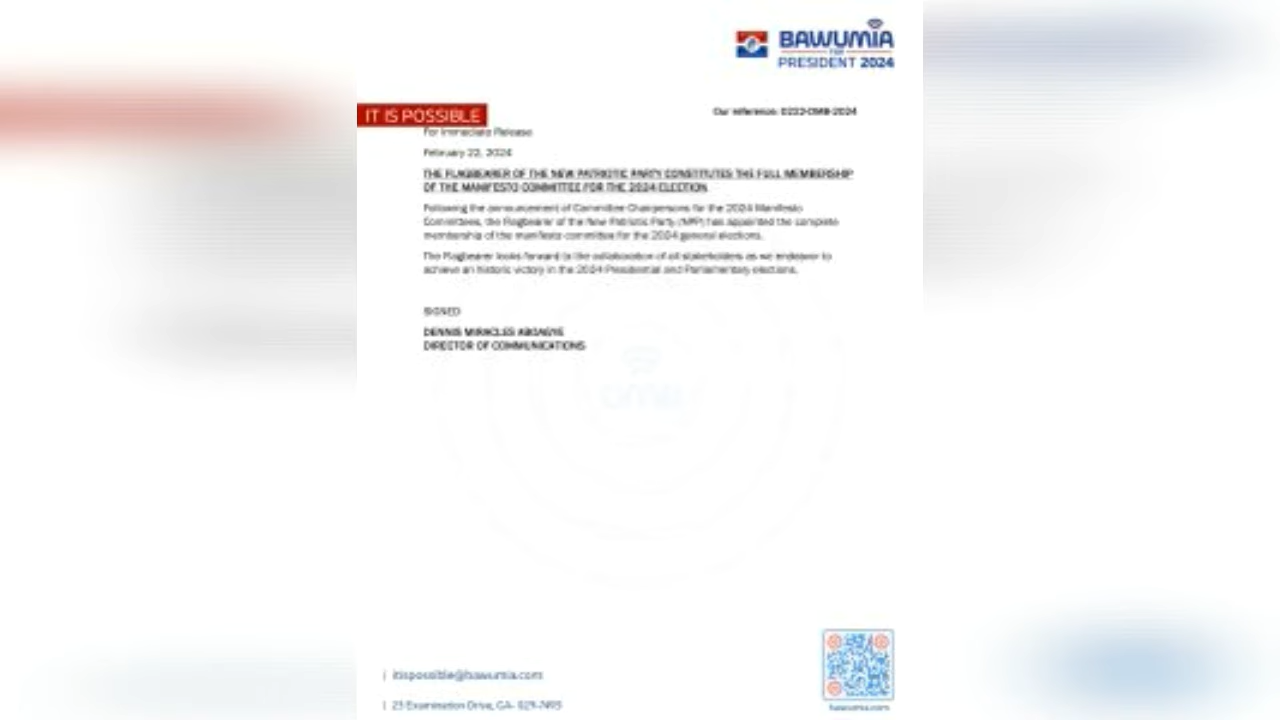 BAWUMIA
FOR
PRESIDENT 2024
IT IS POSSIBLE
Our reference: 0222-DMB-2024
For Immediate Release
February 22, 2024
THE FLAGBEARER OF THE NEW PATRIOTIC PARTY CONSTITUTES THE FULL MEMBERSHIP
OF THE MANIFESTO COMMITTEE FOR THE 2024 ELECTION
Following the announcement of Committee Chairpersons for the 2024 Manifesto
Committees, the Flagbearer of the New Patriotic Party (NPP) has appointed the complete
membership of the manifesto committee for the 2024 general elections.
The Flagbearer looks forward to the collaboration of all stakeholders as we endeavor to
achieve an historic victory in the 2024 Presidential and Parliamentary elections.
SIGNED
DENNIS MIRACLES ABOAGYE
DIRECTOR OF COMMUNICATIONS
| itispossible@bawumia.com
| 23 Examination Drive, GA-
bawumia.com